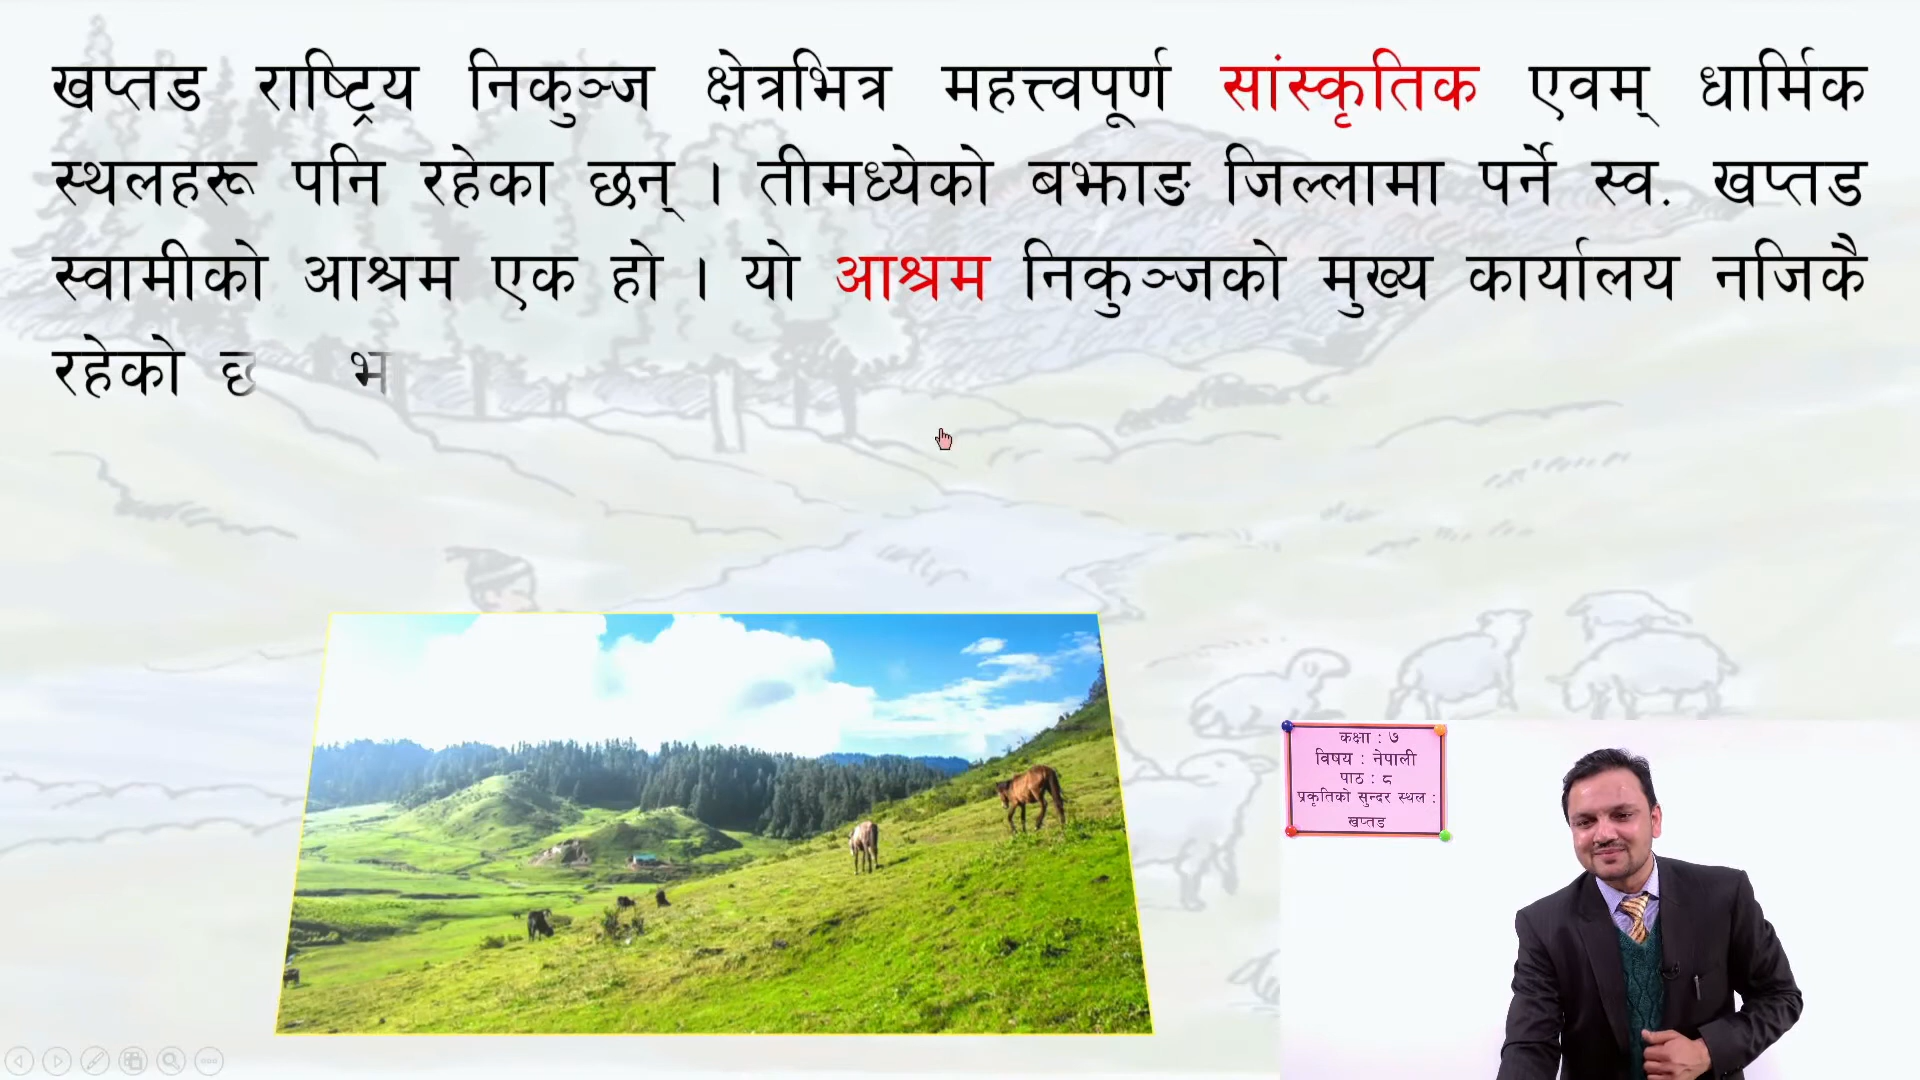 खप्तड राष्ट्रिय निकुञ्ज क्षेत्रभित्र महत्त्वपूर्ण सांस्कृतिक एवम् धार्मिक
स्थलहरू पनि रहेका छन् । तीमध्येको बझाङ जिल्लामा पर्ने स्व. खप्तड
स्वामीको आश्रम एक हो । यो आश्रम निकुञ्जको मुख्य कार्यालय नजिकै
रहेको छ
कक्षा : ७
विषय : नेपाली
पाठ : ८
प्रकृतिको सुन्दर स्थल :
खप्तड